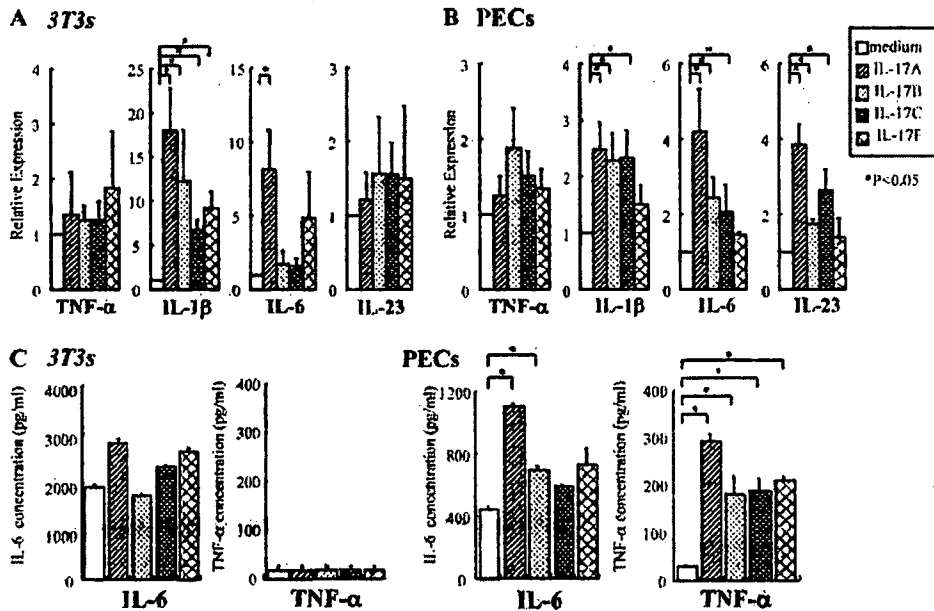 A 3T3s
B PECs
medium
IL-17A
IL-17B
IL-17C
IL-17F
*P<0.05
Relative Expression
4
3
2
1
0
TNF-α
25
20
15
10
5
0
IL-1β
15
10
5
0
IL-6
3
2
1
0
IL-23
Relative Expression
3
2
1
0
TNF-α
5
4
3
2
1
0
IL-1β
6
4
2
0
IL-6
6
4
2
0
IL-23
C 3T3s
PECs
IL-6 concentration (pg/ml)
4000
3000
2000
1000
0
IL-6
TNF-α concentration (pg/ml)
400
300
200
100
0
TNF-α
IL-6 concentration (pg/ml)
1200
800
400
0
IL-6
TNF-α concentration (pg/ml)
400
300
200
100
0
TNF-α